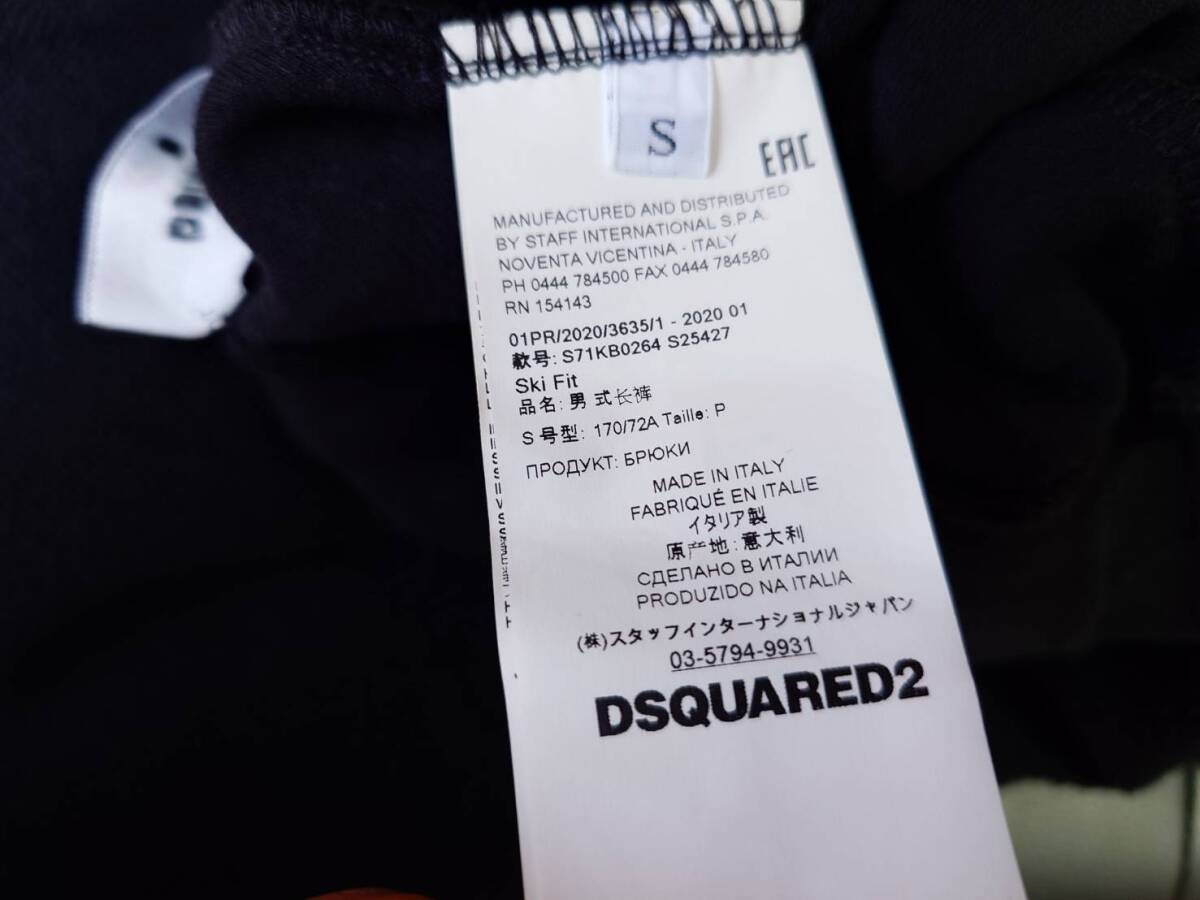 S
EAC
MANUFACTURED AND DISTRIBUTED
BY STAFF INTERNATIONAL S.P.A.
NOVENTA VICENTINA - ITALY
PH 0444 784500 FAX 0444 784580
RN 154143
01PR/2020/3635/1 - 2020 01
款号: S71KB0264 S25427
Ski Fit
品名: 男 式长裤
S 号型: 170/72A Taille: P
ПРОДУКТ: БРЮКИ
MADE IN ITALY
FABRIQUÉ EN ITALIE
イタリア製
原产地: 意大利
СДЕЛАНО В ИТАЛИИ
PRODUZIDO NA ITALIA
(株)スタッフインターナショナルジャパン
03-5794-9931
DSQUARED2